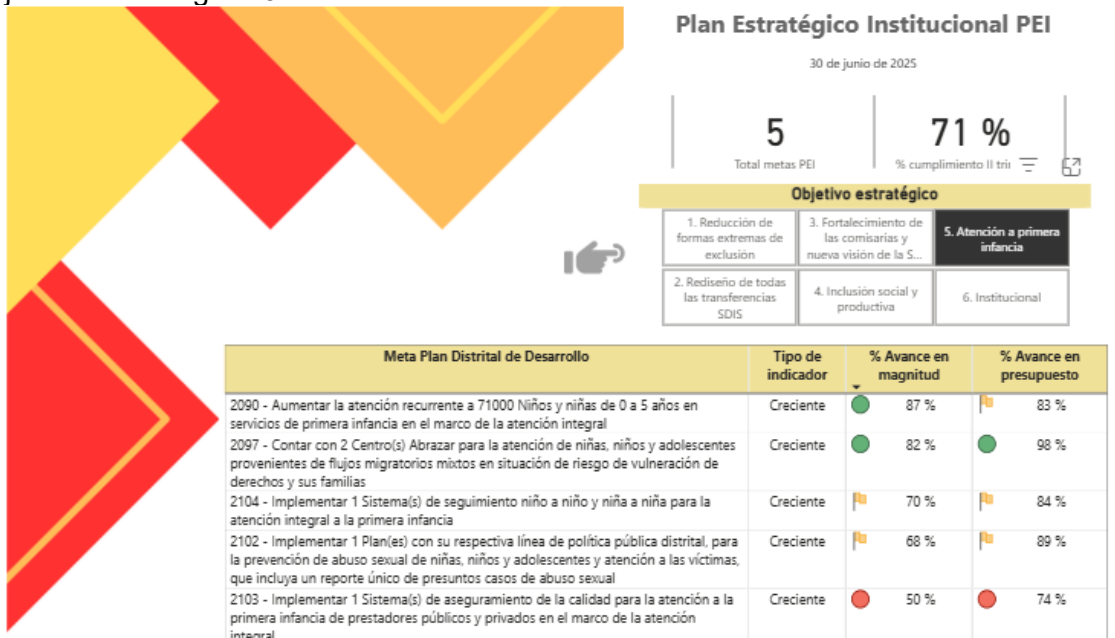 Plan Estratégico Institucional PEI
30 de junio de 2025
5
Total metas PEI
71 %
% cumplimiento II tri
Objetivo estratégico
1. Reducción de
formas extremas de
exclusión
3. Fortalecimiento de
las comisarias y
nueva visión de la S...
5. Atención a primera
infancia
2. Rediseño de todas
las transferencias
SDIS
4. Inclusión social y
productiva
6. Institucional
Meta Plan Distrital de Desarrollo
Tipo de
indicador
% Avance en
magnitud
% Avance en
presupuesto
2090 - Aumentar la atención recurrente a 71000 Niños y niñas de 0 a 5 años en
servicios de primera infancia en el marco de la atención integral
Creciente
87 %
83 %
2097 - Contar con 2 Centro(s) Abrazar para la atención de niñas, niños y adolescentes
provenientes de flujos migratorios mixtos en situación de riesgo de vulneración de
derechos y sus familias
Creciente
82 %
98 %
2104 - Implementar 1 Sistema(s) de seguimiento niño a niño y niña a niña para la
atención integral a la primera infancia
Creciente
70 %
84 %
2102 - Implementar 1 Plan(es) con su respectiva línea de política pública distrital, para
la prevención de abuso sexual de niñas, niños y adolescentes y atención a las víctimas,
que incluya un reporte único de presuntos casos de abuso sexual
Creciente
68 %
89 %
2103 - Implementar 1 Sistema(s) de aseguramiento de la calidad para la atención a la
primera infancia de prestadores públicos y privados en el marco de la atención
integral
Creciente
50 %
74 %